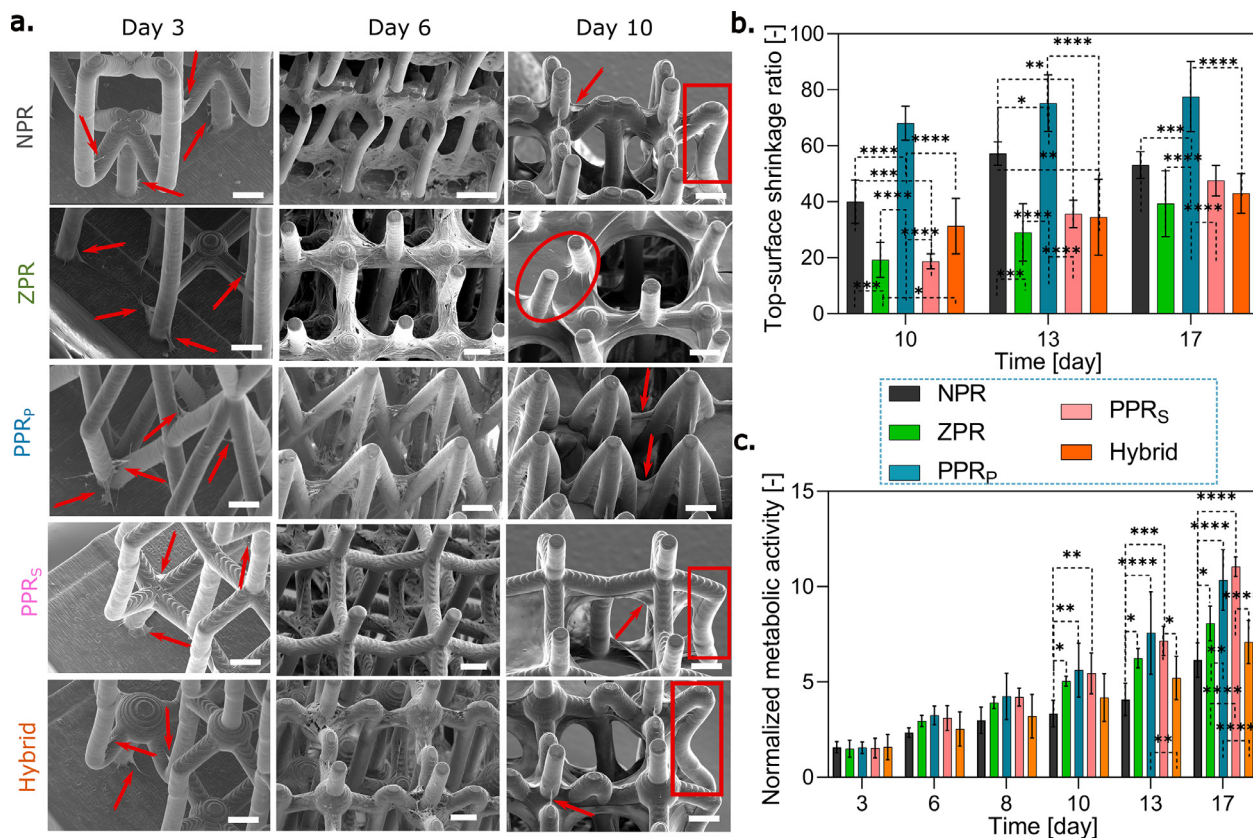 a.
Day 3
Day 6
Day 10
NPR
ZPR
PPRP
PPRS
Hybrid
b.
Top-surface shrinkage ratio [-]
100
80
60
40
20
0
****
***
****
****
****
***
*
**
****
*
**
****
****
***
****
***
****
****
10
13
17
Time [day]
NPR
ZPR
PPRP
PPRS
Hybrid
c.
Normalized metabolic activity [-]
15
10
5
0
**
**
*
***
****
*
*
**
****
****
*
**
3
6
8
10
13
17
Time [day]